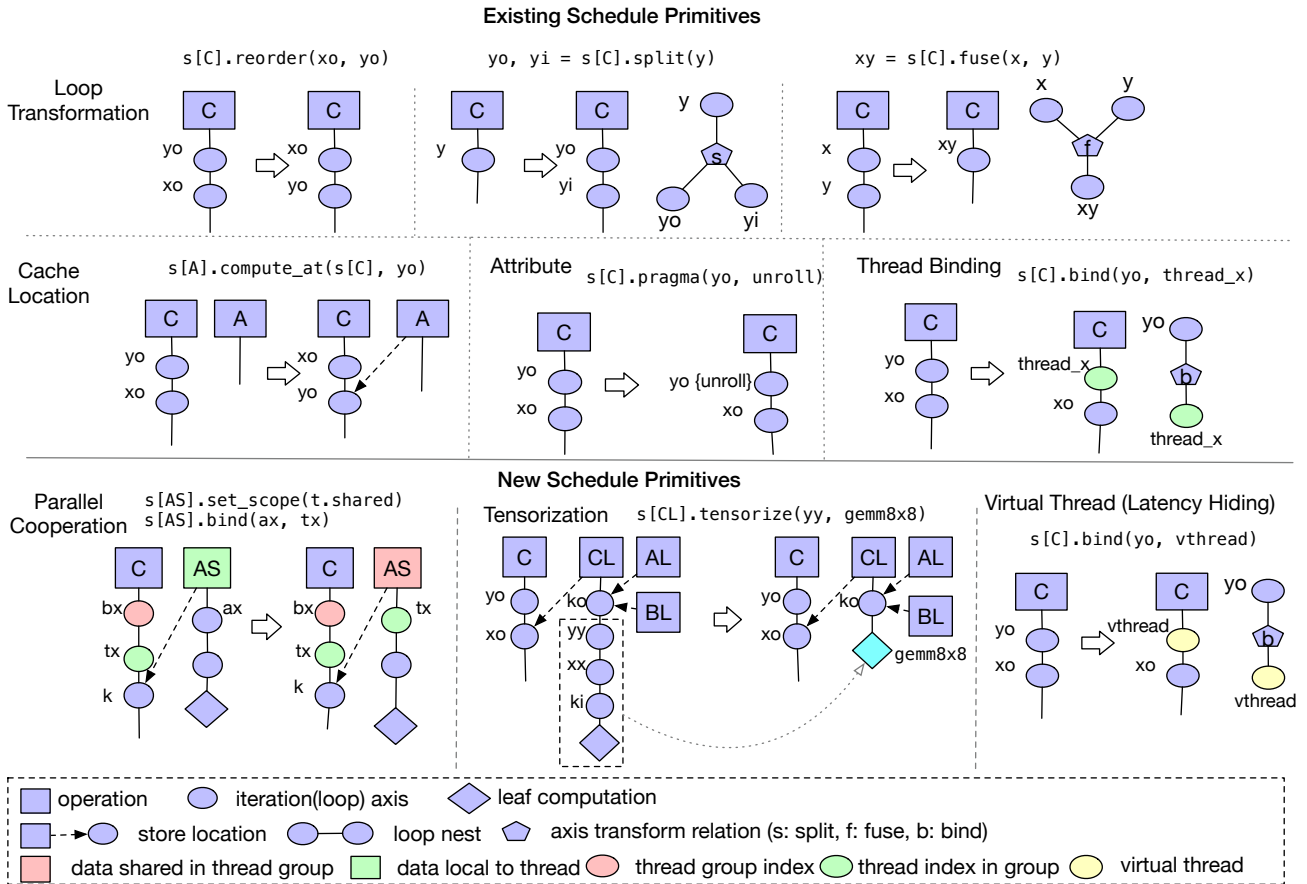 Existing Schedule Primitives
Loop
Transformation
s[C].reorder(xo, yo)
C
yo
xo
C
xo
yo
yo, yi = s[C].split(y)
C
y
C
yo
yi
y
s
yo
yi
xy = s[C].fuse(x, y)
C
x
y
C
xy
x
y
f
xy
Cache
Location
s[A].compute_at(s[C], yo)
C
A
yo
xo
C
A
xo
yo
Attribute
s[C].pragma(yo, unroll)
C
yo
xo
C
yo {unroll}
xo
Thread Binding
s[C].bind(yo, thread_x)
C
yo
xo
C
thread_x
xo
yo
b
thread_x
New Schedule Primitives
Parallel
Cooperation
s[AS].set_scope(t.shared)
s[AS].bind(ax, tx)
C
AS
bx
ax
tx
k
C
AS
bx
tx
tx
k
Tensorization
s[CL].tensorize(yy, gemm8x8)
C
CL
AL
yo
ko
BL
xo
yy
xx
ki
C
CL
AL
yo
ko
BL
xo
gemm8x8
Virtual Thread (Latency Hiding)
s[C].bind(yo, vthread)
C
yo
xo
C
vthread
xo
yo
b
vthread
operation
iteration(loop) axis
leaf computation
store location
loop nest
axis transform relation (s: split, f: fuse, b: bind)
data shared in thread group
data local to thread
thread group index
thread index in group
virtual thread